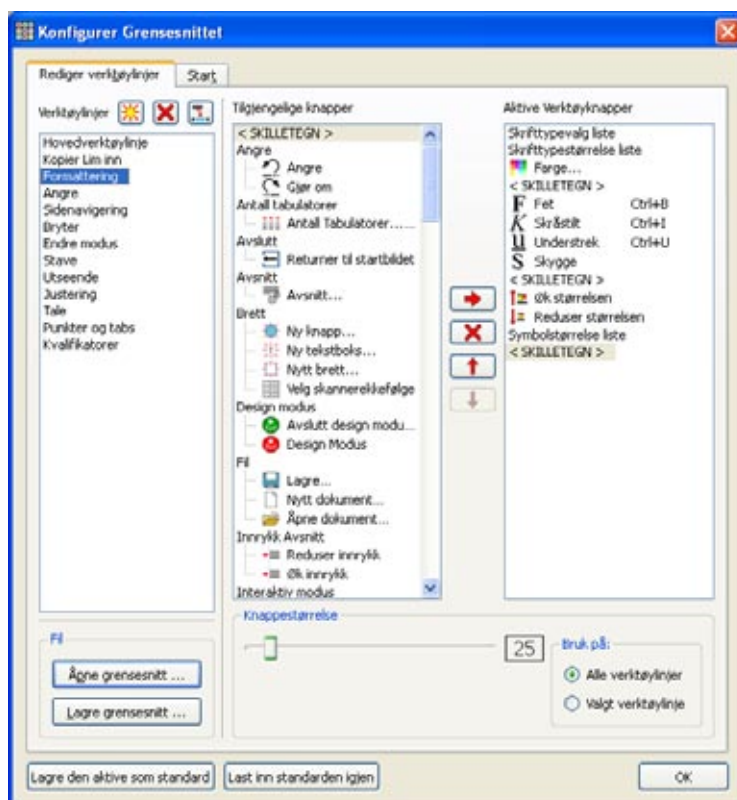 Konfigurer Grensesnittet
Rediger verktøylinjer
Start
Verktøylinjer
Hovedverktøylinje
Kopier Lim inn
Formattering
Angre
Sidenavigering
Bryter
Endre modus
Stave
Utseende
Justering
Tale
Punkter og tabs
Kvalifikatorer
Fil
Åpne grensesnitt ...
Lagre grensesnitt ...
Tilgjengelige knapper
< SKILLETEGN >
Angre
Angre
Gjør om
Antall tabulatorer
Antall Tabulatorer......
Avslutt
Returner til startbildet
Avsnitt
Avsnitt...
Brett
Ny knapp...
Ny tekstboks...
Nytt brett...
Velg skannerekkefølge
Design modus
Avslutt design modu...
Design Modus
Fil
Lagre...
Nytt dokument...
Åpne dokument...
Innrykk Avsnitt
Reduser innrykk
Øk innrykk
Interaktiv modus
Aktive Verktøyknapper
Skrifttypevalg liste
Skrifttypestørrelse liste
Farge...
< SKILLETEGN >
F Fet Ctrl+B
K Skråstilt Ctrl+I
U Understrek Ctrl+U
S Skygge
< SKILLETEGN >
Øk størrelsen
Reduser størrelsen
Symbolstørrelse liste
< SKILLETEGN >
Knappestørrelse
25
Bruk på:
Alle verktøylinjer
Valgt verktøylinje
Lagre den aktive som standard
Last inn standarden igjen
OK